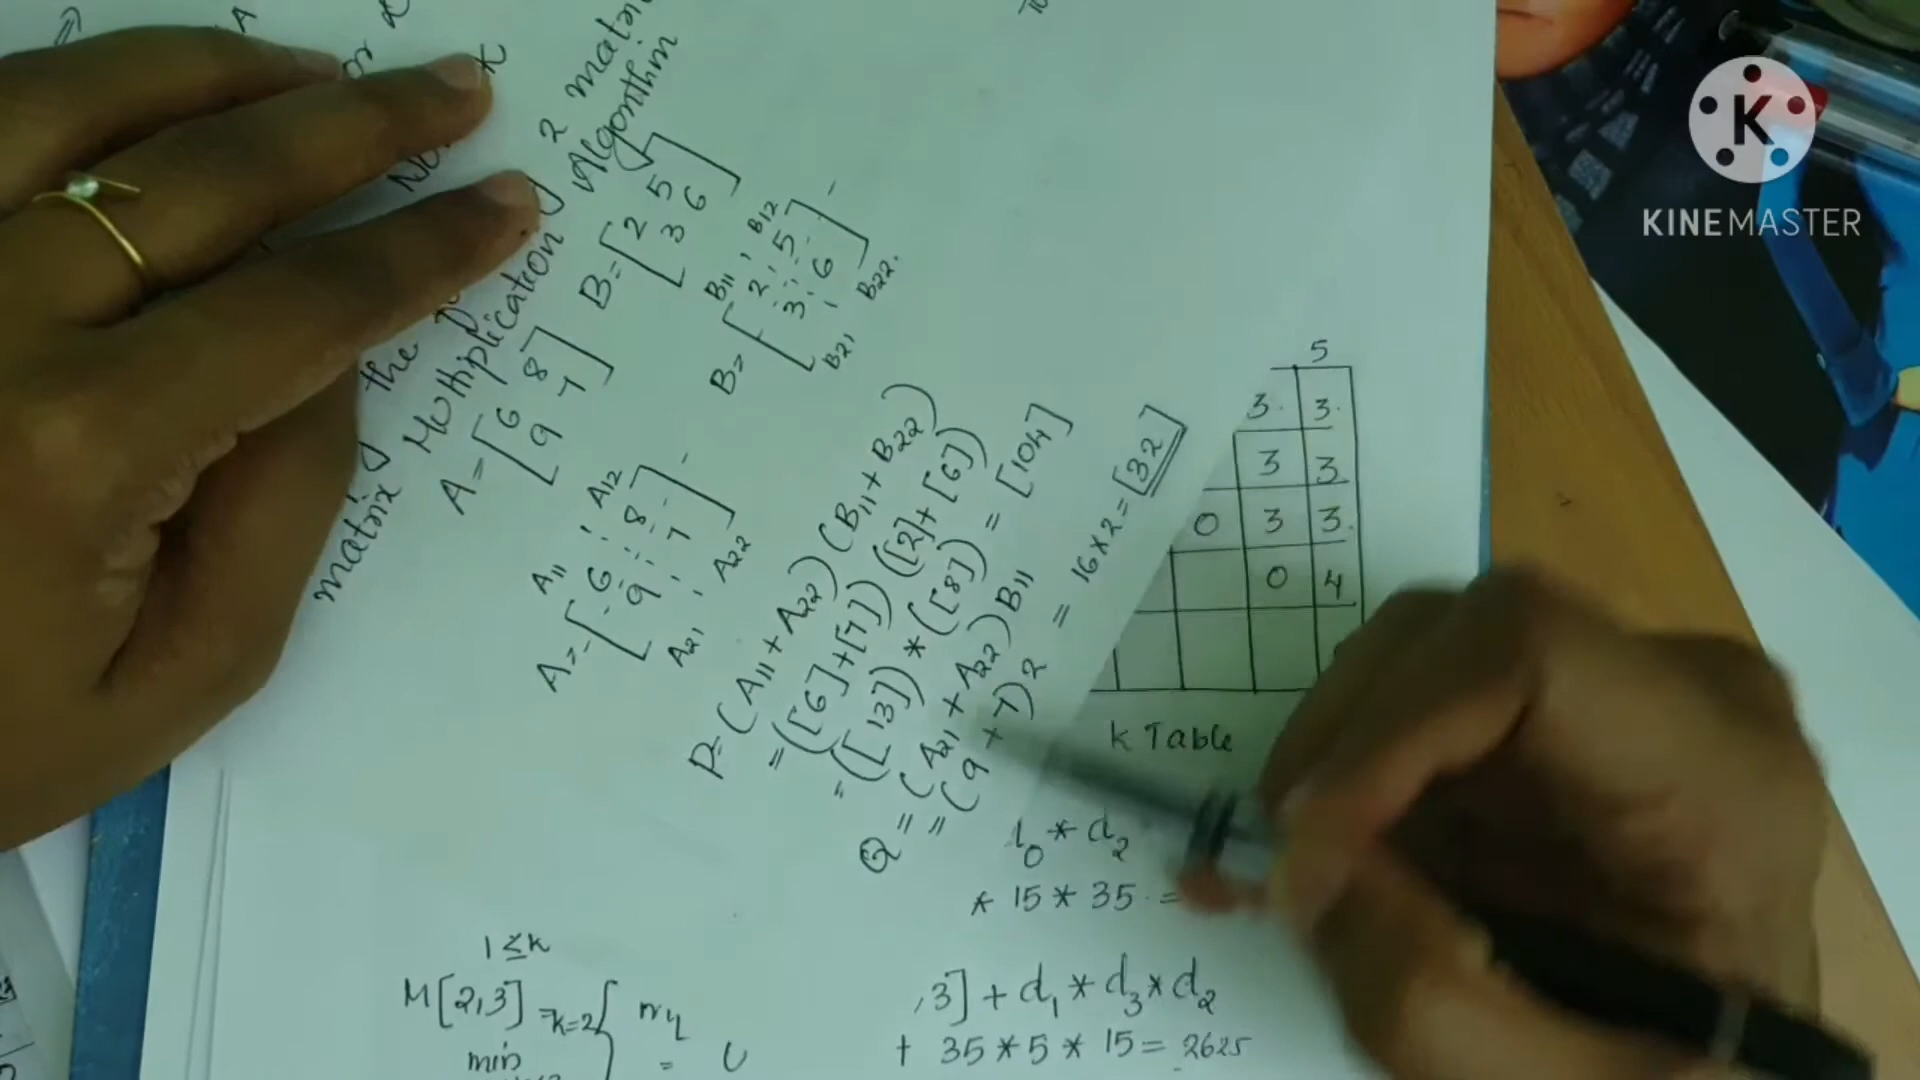 2 matri
matrix Multiplication Algorithm
the
A = [6 8
9 7]
B = [2 5
3 6]
A11 , A12
A = [6 8
9 7]
A21 , A22
B11 , B12
B = [2 5
3 6]
B21 , B22.
P = (A11 + A22) (B11 + B22)
= ([6] + [7]) ([2] + [6])
= ([13]) * ([8]) = [104]
Q = (A21 + A22) B11
= (9 + 7) 2 = 16 x 2 = [32]
5
3. 3.
3 3
0 3 3.
0 4
K Table
* d2
* 15 * 35 =
1 ≤ k
M[2,3] = k=2 {
min
,3] + d1 * d3 * d2
+ 35 * 5 * 15 = 2625
K
KINEMASTER